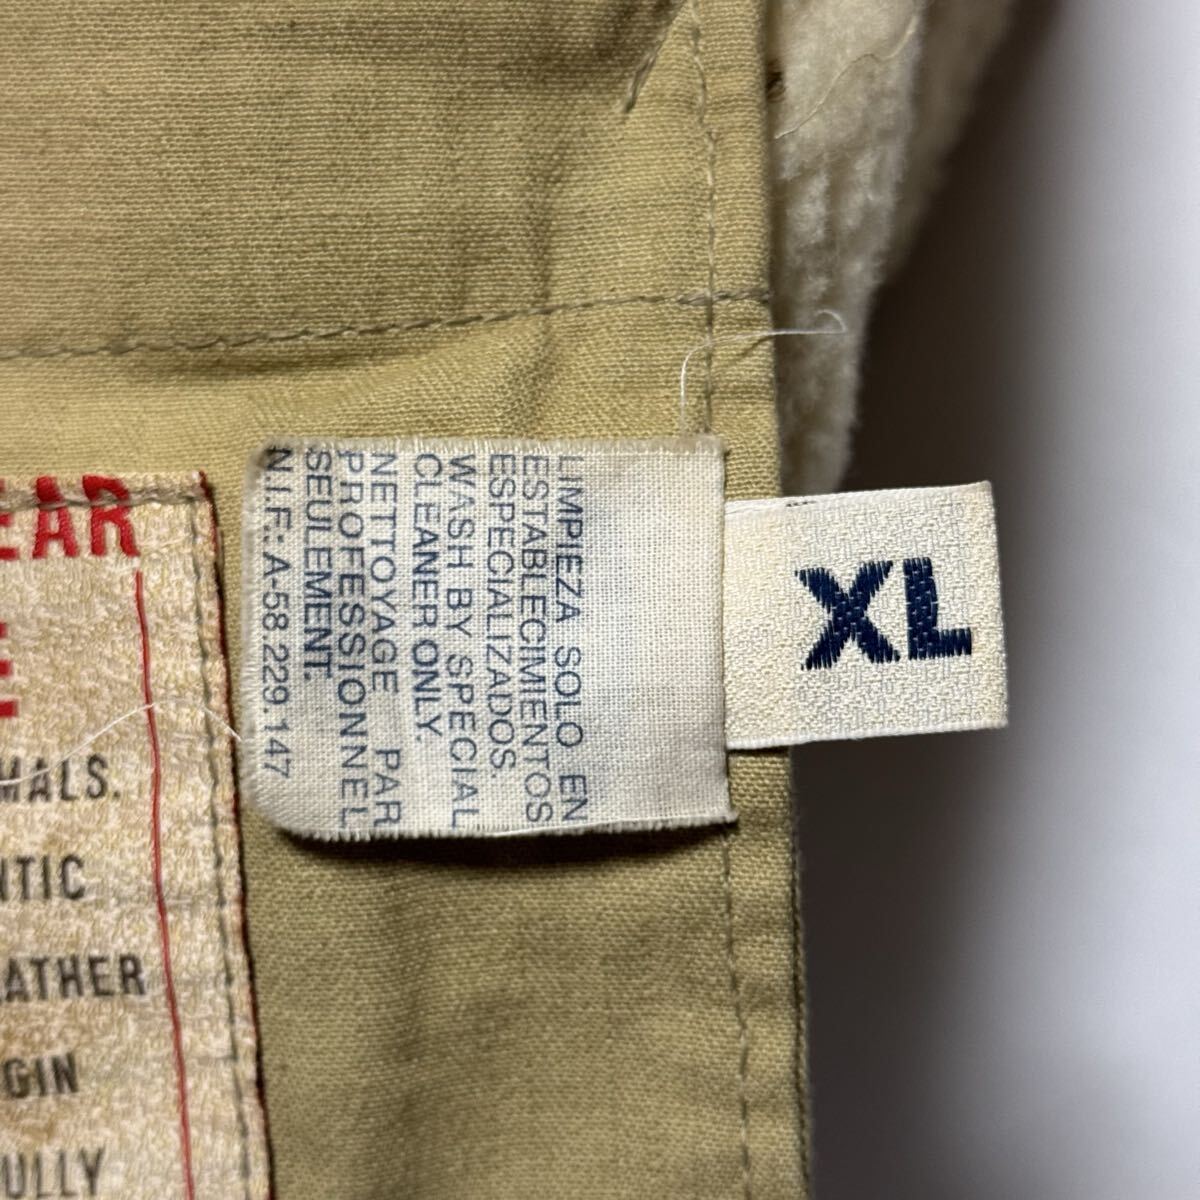 LIMPIEZA SOLO EN
ESTABLECIMIENTOS
ESPECIALIZADOS.
WASH BY SPECIAL
CLEANER ONLY.
NETTOYAGE PAR
PROFESSIONNEL
SEULEMENT.
N.I.F.: A-58.229.147
XL
EAR
MALS.
NTIC
EATHER
GIN
ULLY